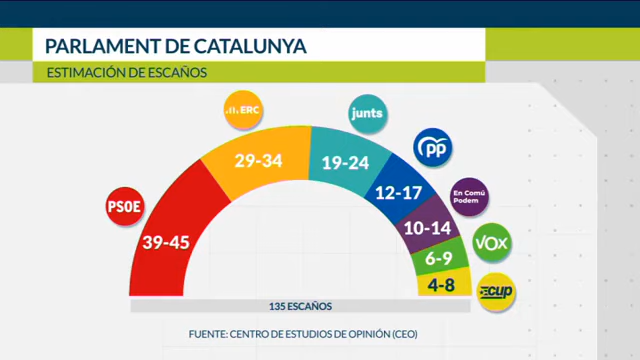 PARLAMENT DE CATALUNYA
ESTIMACIÓN DE ESCAÑOS
ERC
junts
pp
PSOE
En Comú
Podem
VOX
CUP
29-34
19-24
12-17
39-45
10-14
6-9
4-8
135 ESCAÑOS
FUENTE: CENTRO DE ESTUDIOS DE OPINIÓN (CEO)